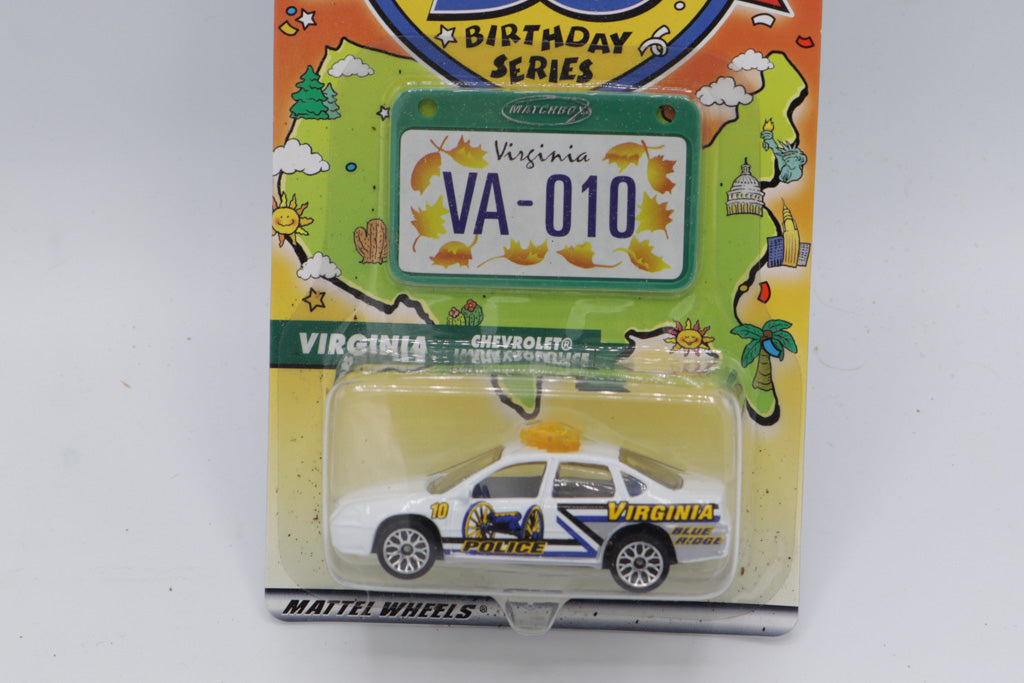 BIRTHDAY
SERIES
MATCHBOX
Virginia
VA-010
VIRGINIA
CHEVROLET®
10
VIRGINIA
BLUE
RIDGE
POLICE
MATTEL WHEELS®